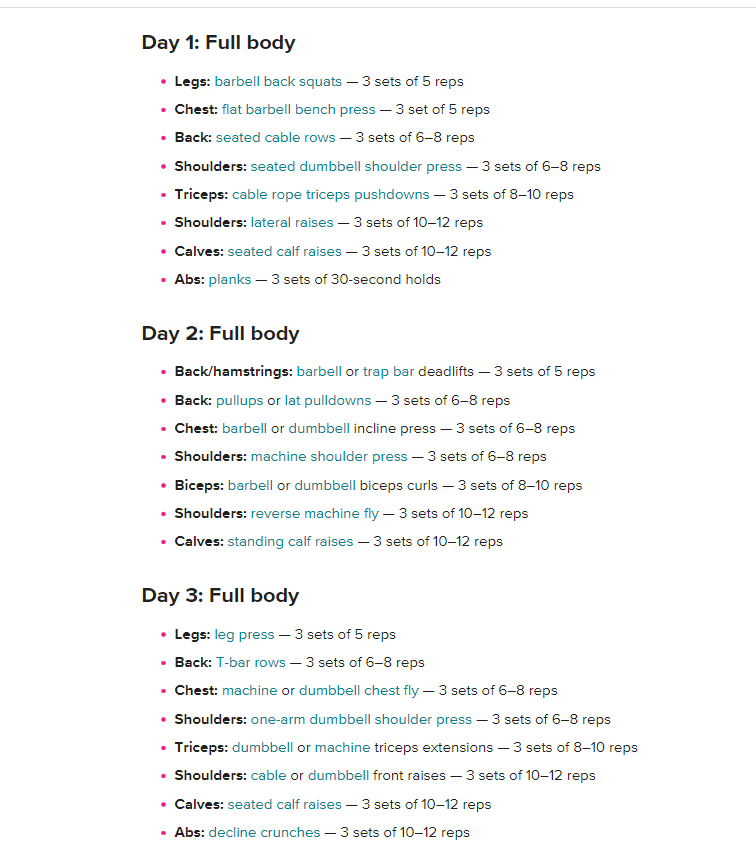 Day 1: Full body
• Legs: barbell back squats — 3 sets of 5 reps
• Chest: flat barbell bench press — 3 set of 5 reps
• Back: seated cable rows — 3 sets of 6–8 reps
• Shoulders: seated dumbbell shoulder press — 3 sets of 6–8 reps
• Triceps: cable rope triceps pushdowns — 3 sets of 8–10 reps
• Shoulders: lateral raises — 3 sets of 10–12 reps
• Calves: seated calf raises — 3 sets of 10–12 reps
• Abs: planks — 3 sets of 30-second holds
Day 2: Full body
• Back/hamstrings: barbell or trap bar deadlifts — 3 sets of 5 reps
• Back: pullups or lat pulldowns — 3 sets of 6–8 reps
• Chest: barbell or dumbbell incline press — 3 sets of 6–8 reps
• Shoulders: machine shoulder press — 3 sets of 6–8 reps
• Biceps: barbell or dumbbell biceps curls — 3 sets of 8–10 reps
• Shoulders: reverse machine fly — 3 sets of 10–12 reps
• Calves: standing calf raises — 3 sets of 10–12 reps
Day 3: Full body
• Legs: leg press — 3 sets of 5 reps
• Back: T-bar rows — 3 sets of 6–8 reps
• Chest: machine or dumbbell chest fly — 3 sets of 6–8 reps
• Shoulders: one-arm dumbbell shoulder press — 3 sets of 6–8 reps
• Triceps: dumbbell or machine triceps extensions — 3 sets of 8–10 reps
• Shoulders: cable or dumbbell front raises — 3 sets of 10–12 reps
• Calves: seated calf raises — 3 sets of 10–12 reps
• Abs: decline crunches — 3 sets of 10–12 reps